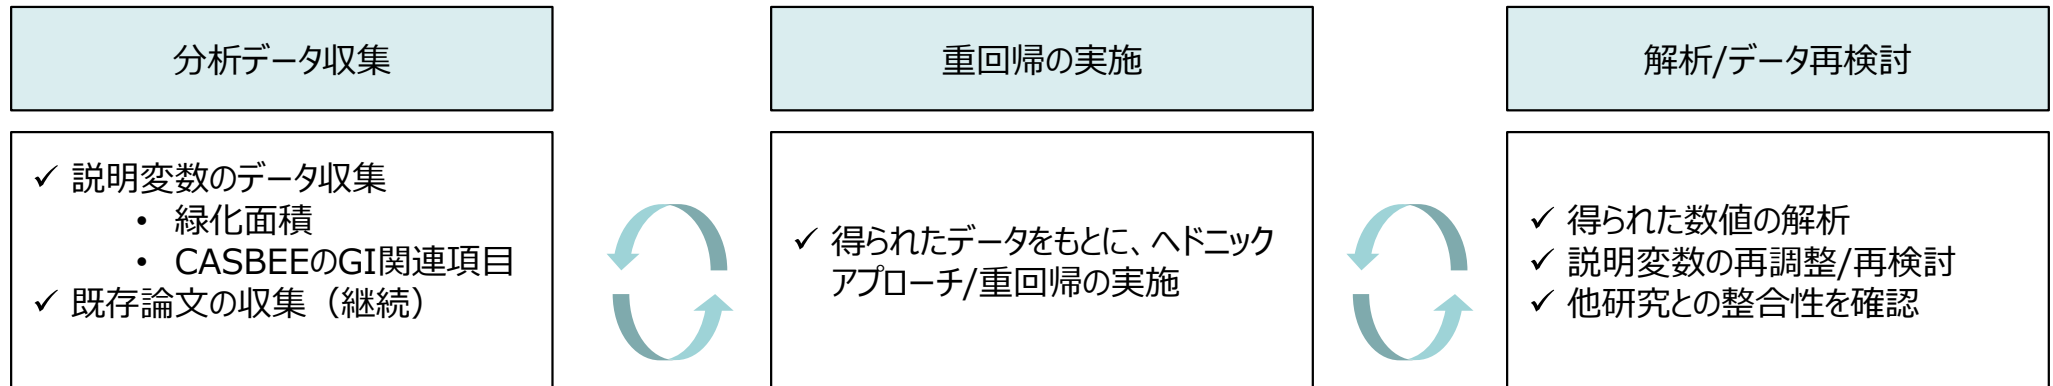 分析データ収集
✓ 説明変数のデータ収集
• 緑化面積
• CASBEEのGI関連項目
✓ 既存論文の収集（継続）
重回帰の実施
✓ 得られたデータをもとに、ヘドニック
アプローチ/重回帰の実施
解析/データ再検討
✓ 得られた数値の解析
✓ 説明変数の再調整/再検討
✓ 他研究との整合性を確認